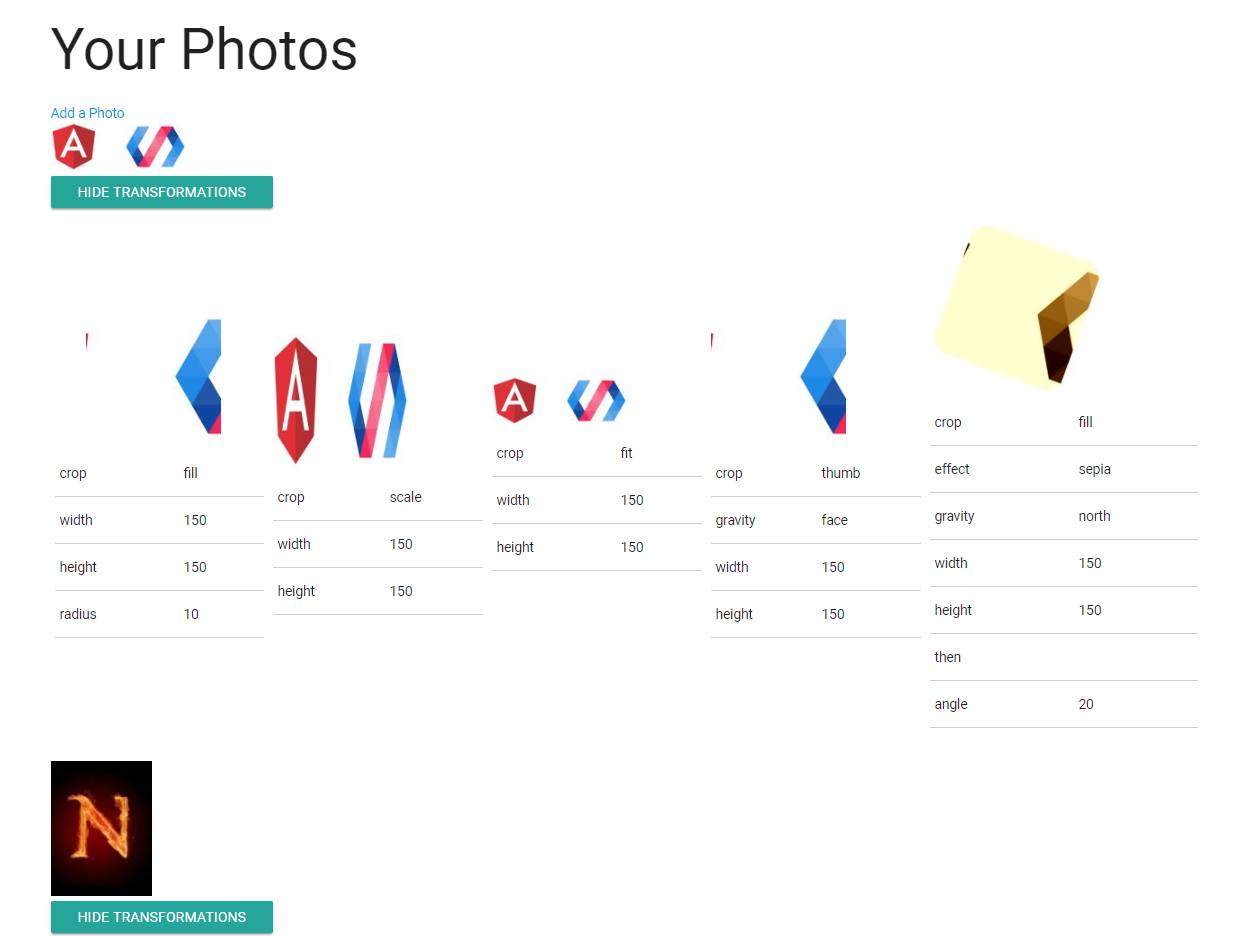 Your Photos
Add a Photo
A
HIDE TRANSFORMATIONS
A
A
crop fill
width 150
height 150
radius 10
crop scale
width 150
height 150
crop fit
width 150
height 150
crop thumb
gravity face
width 150
height 150
crop fill
effect sepia
gravity north
width 150
height 150
then
angle 20
N
HIDE TRANSFORMATIONS